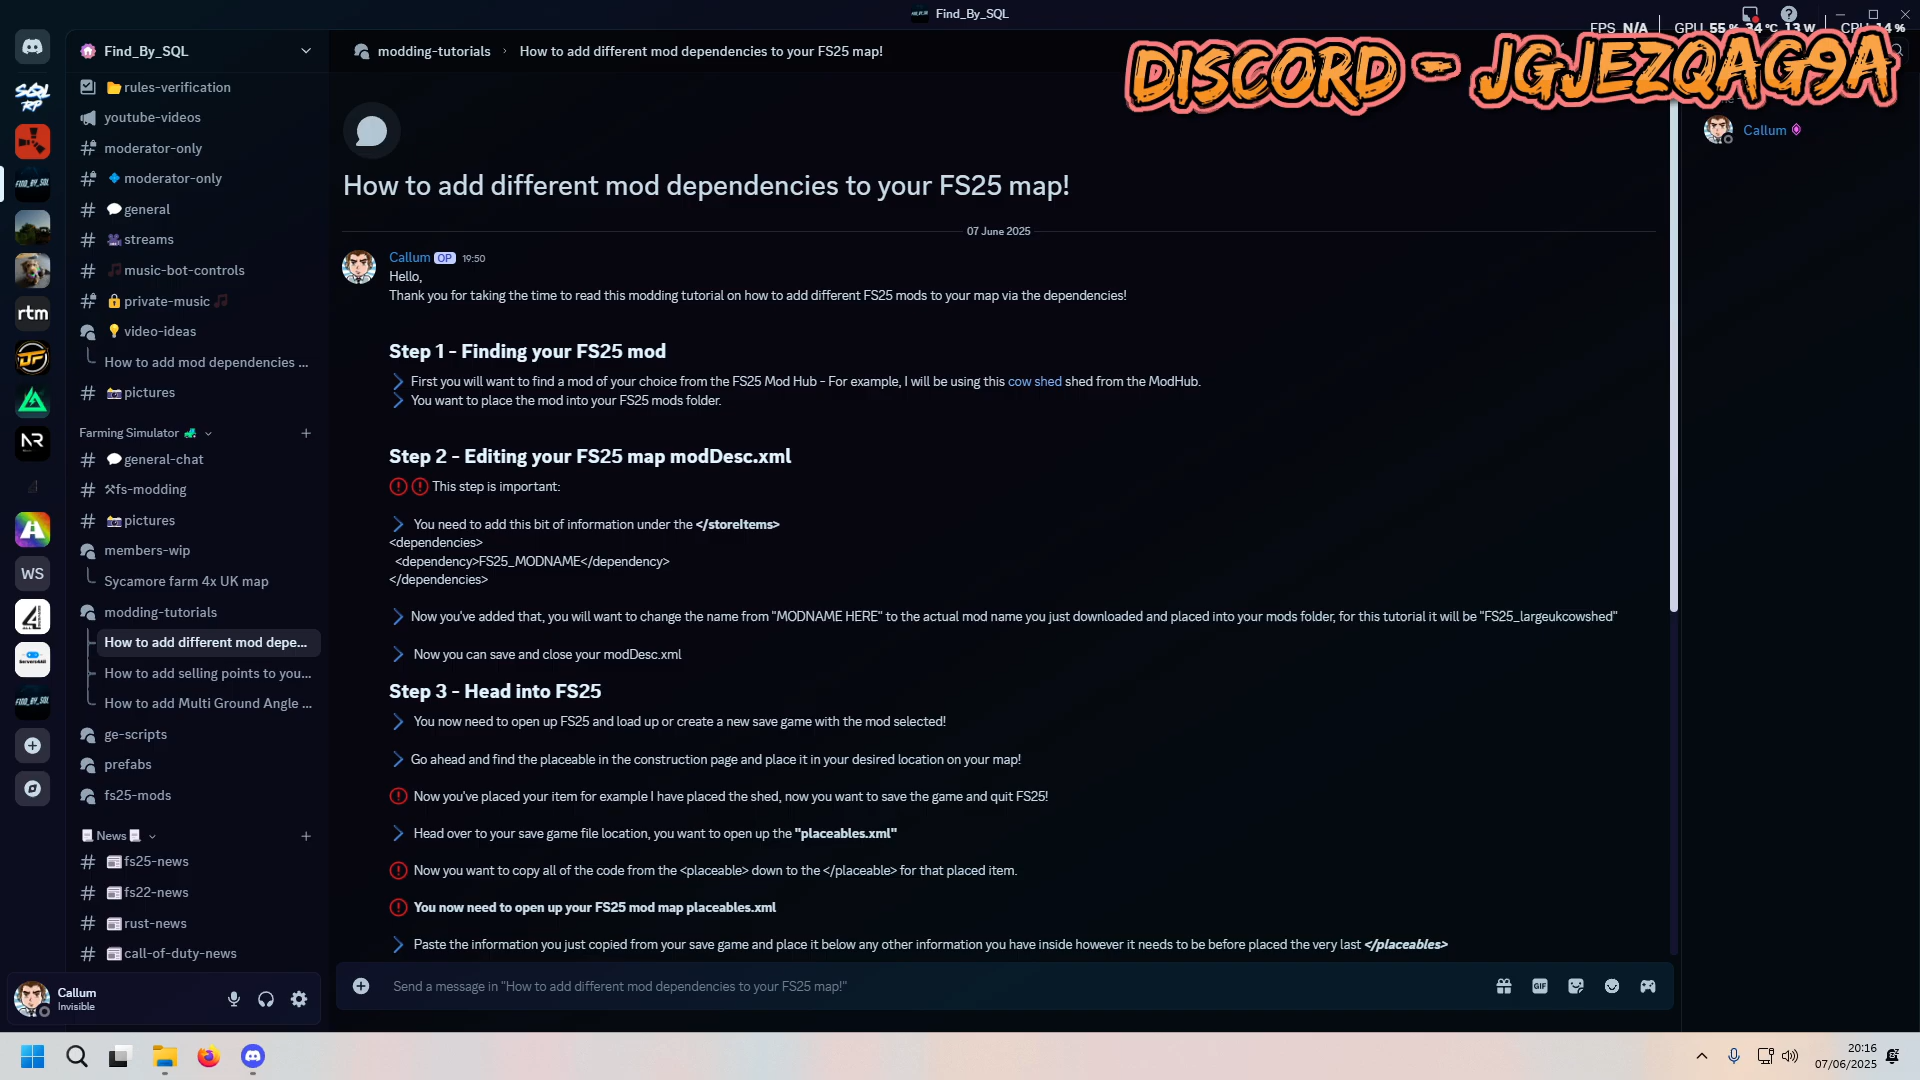 Find_By_SQL
FPS N/A
GPU 55 % 34 °C 13 W
CPU 14 %
DISCORD - JGJEZQAG9A
Find_By_SQL
modding-tutorials › How to add different mod dependencies to your FS25 map!
rules-verification
youtube-videos
moderator-only
moderator-only
general
streams
music-bot-controls
private-music
video-ideas
How to add mod dependencies ...
pictures
Farming Simulator
general-chat
fs-modding
pictures
members-wip
Sycamore farm 4x UK map
modding-tutorials
How to add different mod depe...
How to add selling points to you...
How to add Multi Ground Angle ...
ge-scripts
prefabs
fs25-mods
News
fs25-news
fs22-news
rust-news
call-of-duty-news
Callum
Invisible
SQL
RP
FIND_BY_SQL
rtm
NR
WS
4
Servers4All
FIND_BY_SQL
How to add different mod dependencies to your FS25 map!
07 June 2025
Callum OP 19:50
Hello,
Thank you for taking the time to read this modding tutorial on how to add different FS25 mods to your map via the dependencies!
Step 1 - Finding your FS25 mod
First you will want to find a mod of your choice from the FS25 Mod Hub - For example, I will be using this cow shed shed from the ModHub.
You want to place the mod into your FS25 mods folder.
Step 2 - Editing your FS25 map modDesc.xml
This step is important:
You need to add this bit of information under the </storeItems>
<dependencies>
<dependency>FS25_MODNAME</dependency>
</dependencies>
Now you've added that, you will want to change the name from "MODNAME HERE" to the actual mod name you just downloaded and placed into your mods folder, for this tutorial it will be "FS25_largeukcowshed"
Now you can save and close your modDesc.xml
Step 3 - Head into FS25
You now need to open up FS25 and load up or create a new save game with the mod selected!
Go ahead and find the placeable in the construction page and place it in your desired location on your map!
Now you've placed your item for example I have placed the shed, now you want to save the game and quit FS25!
Head over to your save game file location, you want to open up the "placeables.xml"
Now you want to copy all of the code from the <placeable> down to the </placeable> for that placed item.
You now need to open up your FS25 mod map placeables.xml
Paste the information you just copied from your save game and place it below any other information you have inside however it needs to be before placed the very last </placeables>
Send a message in "How to add different mod dependencies to your FS25 map!"
GIF
Callum
20:16
07/06/2025